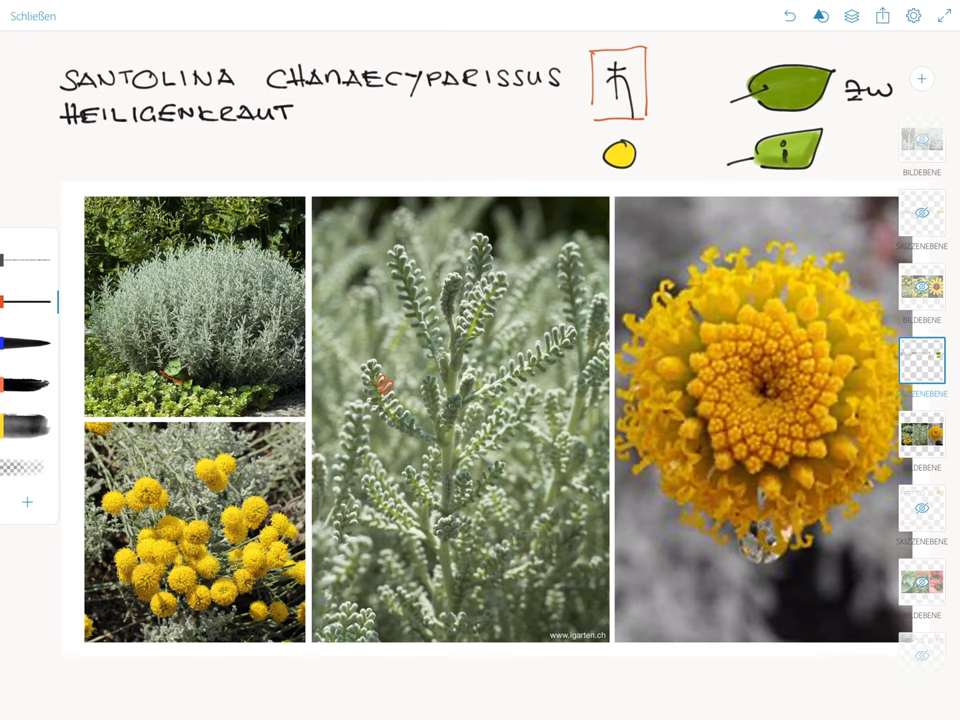 Schließen
SANTOLINA CHAMAECYPARISSUS
HEILIGENKRAUT
ZW
i
BILDEBENE
SKIZZENEBENE
BILDEBENE
SKIZZENEBENE
BILDEBENE
SKIZZENEBENE
BILDEBENE
www.igarten.ch